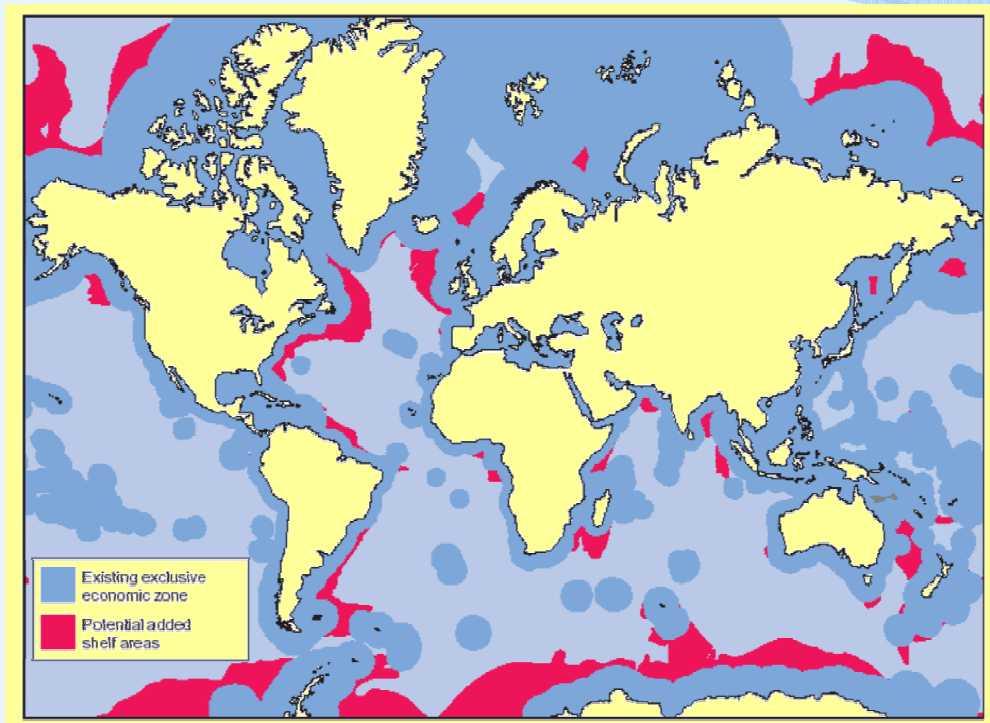 Existing exclusive
economic zone
Potential added
shelf areas